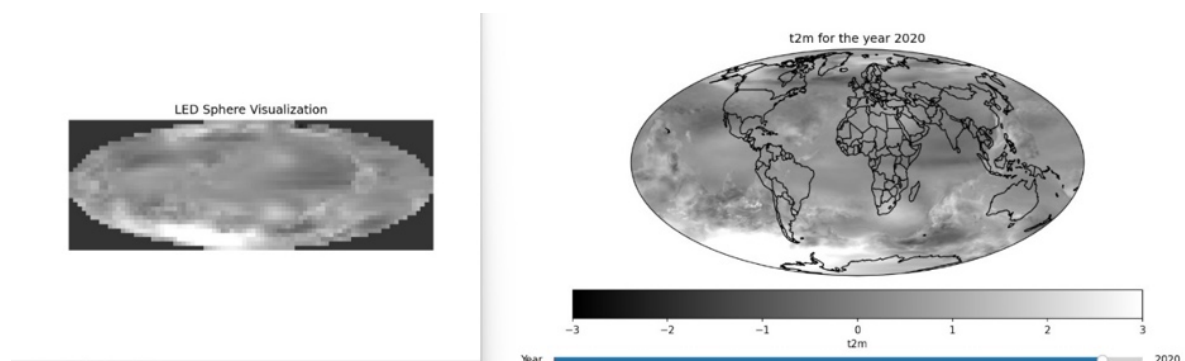 LED Sphere Visualization
t2m for the year 2020
−3 −2 −1 0 1 2 3
t2m
Year 2020